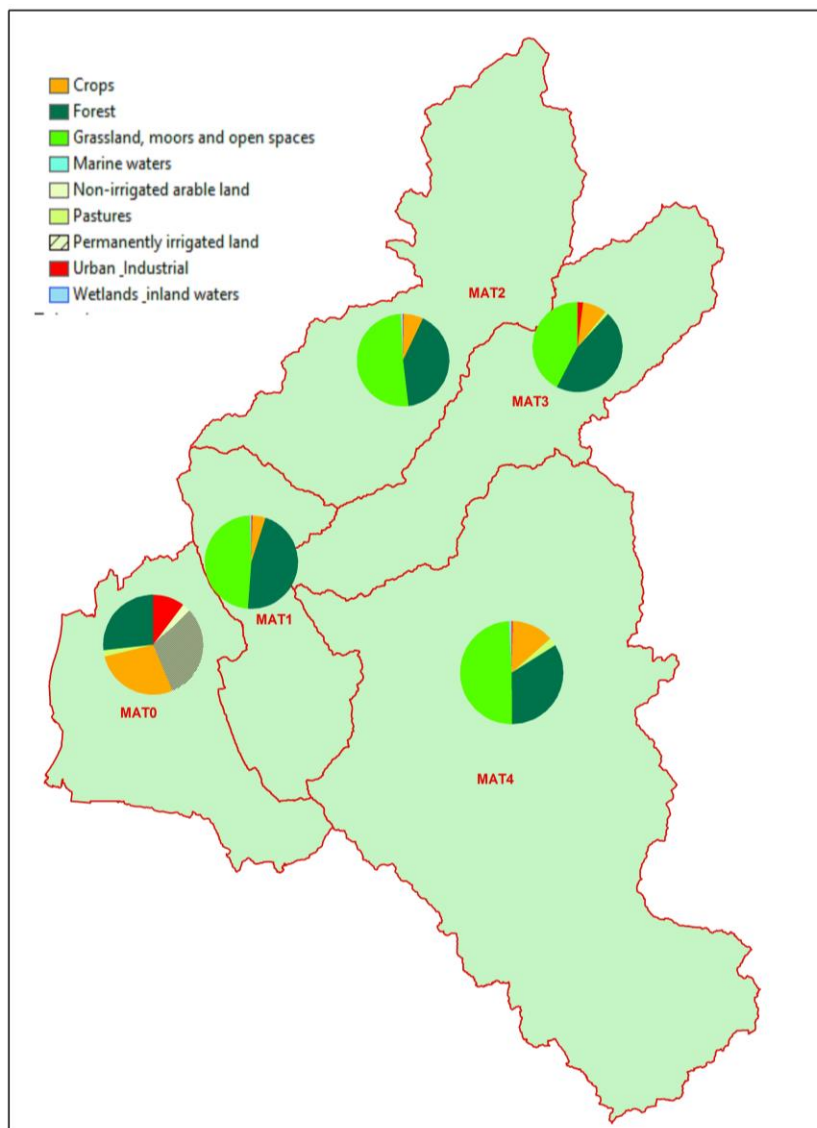 Crops
Forest
Grassland, moors and open spaces
Marine waters
Non-irrigated arable land
Pastures
Permanently irrigated land
Urban _Industrial
Wetlands _inland waters
MAT2
MAT3
MAT1
MAT0
MAT4